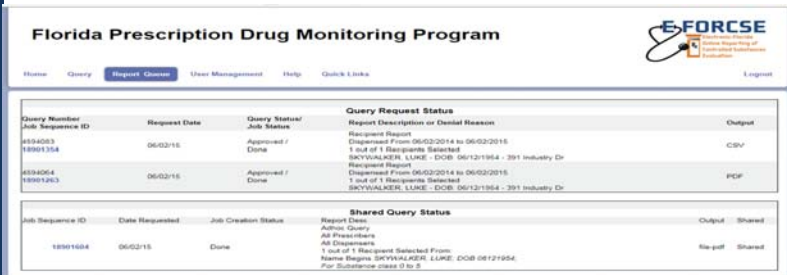 Florida Prescription Drug Monitoring Program
E-FORCSE
Electronic-Florida
Online Reporting of
Controlled Substances
Evaluation
Home Query Report Queue User Management Help Quick Links Logout
Query Request Status
Query Number
Job Sequence ID Request Date Query Status/
Job Status Report Description or Denial Reason Output
4594083
18901354 06/02/15 Approved /
Done Recipient Report
Dispensed From 06/02/2014 to 06/02/2015
1 out of 1 Recipients Selected
SKYWALKER, LUKE - DOB: 06/12/1954 - 391 Industry Dr CSV
4594064
18901263 06/02/15 Approved /
Done Recipient Report
Dispensed From 06/02/2014 to 06/02/2015
1 out of 1 Recipients Selected
SKYWALKER, LUKE - DOB: 06/12/1954 - 391 Industry Dr PDF
Shared Query Status
Job Sequence ID Date Requested Job Creation Status Report Desc Output Shared
18901604 06/02/15 Done Adhoc Query
All Prescribers
All Dispensers
1 out of 1 Recipient Selected From:
Name Begins SKYWALKER, LUKE; DOB 06121954;
For Substance class 0 to 5 file-pdf Shared